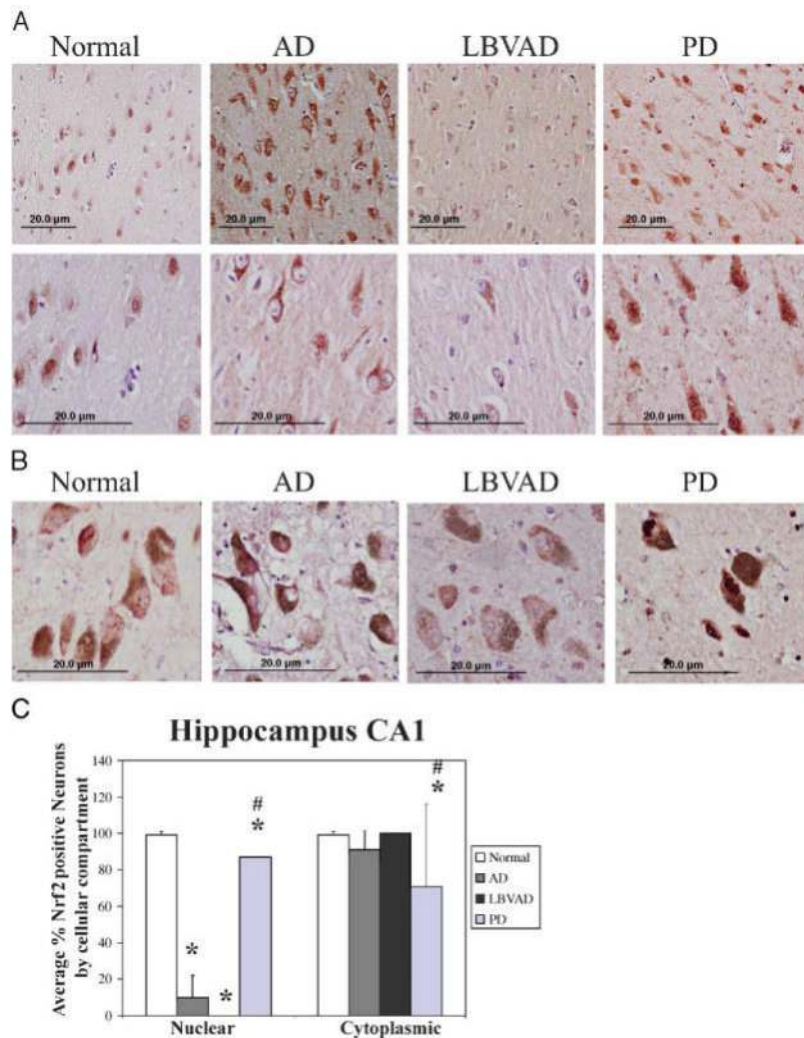 A
Normal AD LBVAD PD
20.0 µm 20.0 µm 20.0 µm 20.0 µm
20.0 µm 20.0 µm 20.0 µm 20.0 µm
B
Normal AD LBVAD PD
20.0 µm 20.0 µm 20.0 µm 20.0 µm
C
Hippocampus CA1
Average % Nrf2 positive Neurons
by cellular compartment
140
120
100
80
60
40
20
0
*
*
#
*
#
*
Nuclear Cytoplasmic
Normal
AD
LBVAD
PD